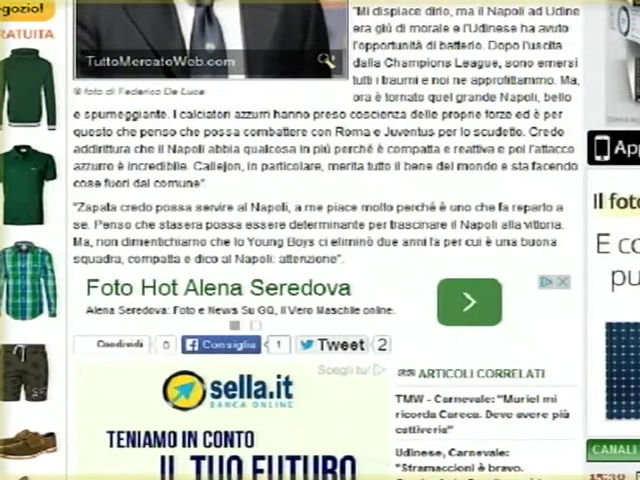 egozio!
RATUITA
TuttoMercatoWeb.com
© foto di Federico De Luca
"Mi dispiace dirlo, ma il Napoli ad Udine
era giù di morale e l'Udinese ha avuto
l'opportunità di batterlo. Dopo l'uscita
dalla Champions League, sono emersi
tutti i traumi e noi ne approfittammo. Ma,
ora è tornato quel grande Napoli, bello
e spumeggiante. I calciatori azzurri hanno preso coscienza delle proprie forze ed è per
questo che penso che possa combattere con Roma e Juventus per lo scudetto. Credo
addirittura che il Napoli abbia qualcosa in più perché è compatta e reattiva e poi l'attacco
azzurro è incredibile. Callejon, in particolare, merita tutto il bene del mondo e sta facendo
cose fuori dal comune".
"Zapata credo possa servire al Napoli, a me piace molto perché è uno che fa reparto a
se. Penso che stasera possa essere determinante per trascinare il Napoli alla vittoria.
Ma, non dimentichiamo che lo Young Boys ci eliminò due anni fa per cui è una buona
squadra, compatta e dico al Napoli: attenzione".
Foto Hot Alena Seredova
Alena Seredova: Foto e News Su GQ, il Vero Maschile online.
Condividi 0 Consiglia 1 Tweet 2
Scegli tu!
sella.it
BANCA ONLINE
TENIAMO IN CONTO
IL TUO FUTURO
ARTICOLI CORRELATI
TMW - Carnevale: "Muriel mi
ricorda Careca. Deve avere più
cattiveria"
Udinese, Carnevale:
"Stramaccioni è bravo.
App
Il foto
E co
pu
CANALI
15:30